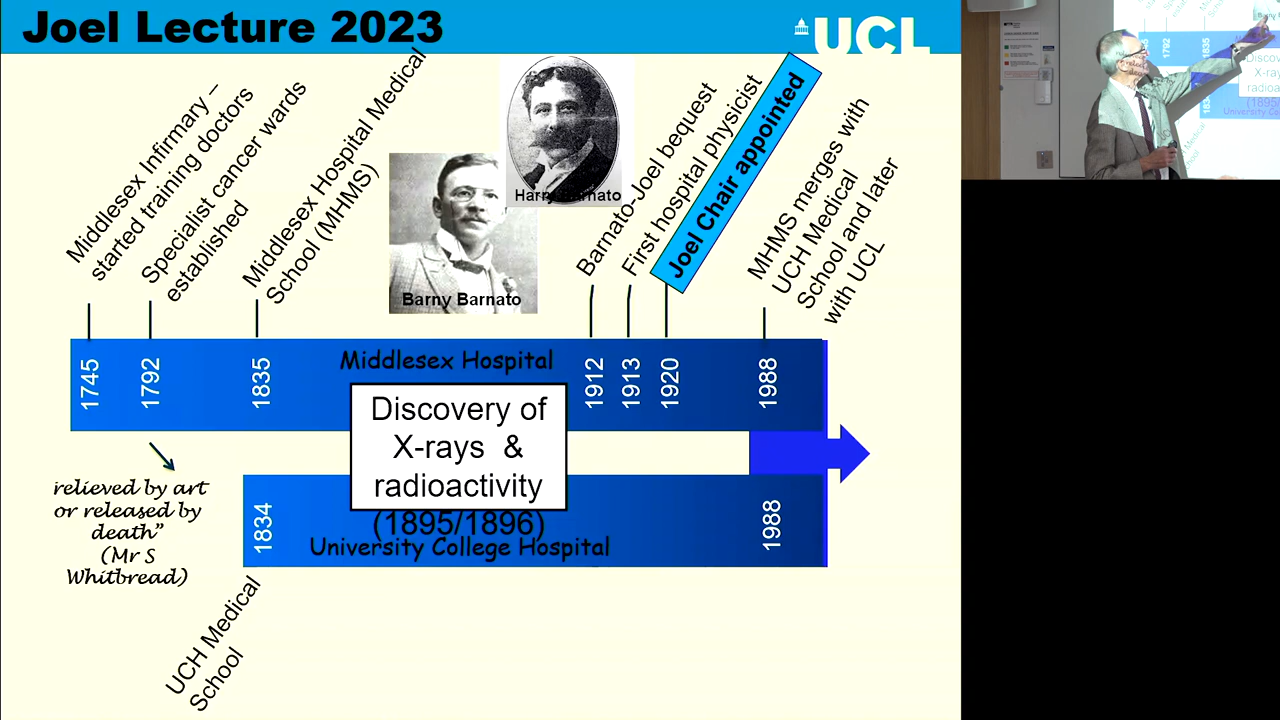 Joel Lecture 2023
UCL
Middlesex Infirmary –
started training doctors
Specialist cancer wards
established
Middlesex Hospital Medical
School (MHMS)
Harry Barnato
Barny Barnato
Barnato-Joel bequest
First hospital physicist
Joel Chair appointed
MHMS merges with
UCH Medical
School and later
with UCL
1745
1792
1835
Middlesex Hospital
1912
1913
1920
1988
Discovery of
X-rays &
radioactivity
(1895/1896)
relieved by art
or released by
death”
(Mr S
Whitbread)
1834
University College Hospital
1988
UCH Medical
School